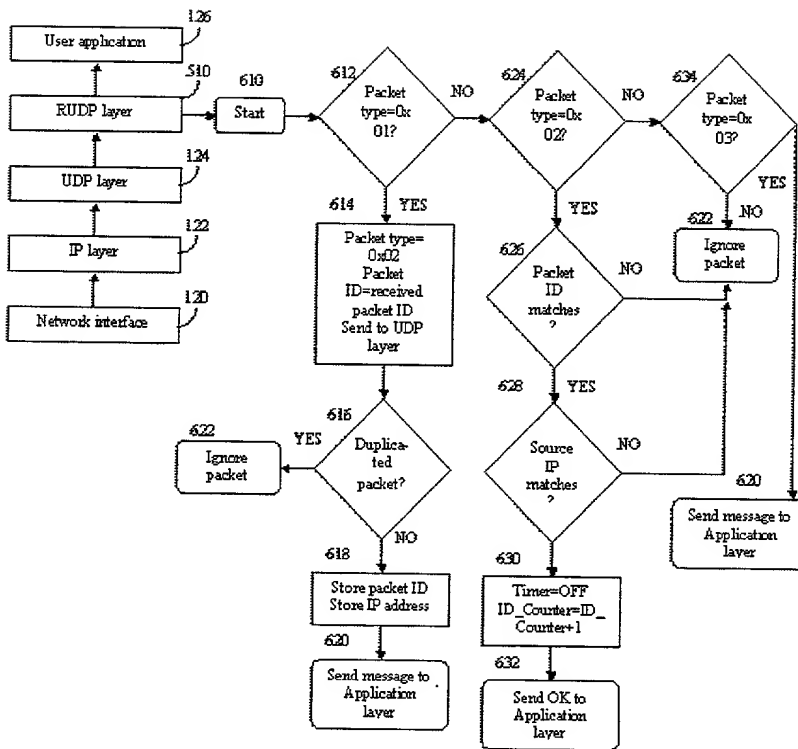 126
User application
510
RUDP layer
124
UDP layer
122
IP layer
120
Network interface
610
Start
612
Packet
type=0x
01?
NO
YES
614
Packet type=
0x02
Packet
ID=received
packet ID
Send to UDP
layer
616
Duplica-
ted
packet?
YES
622
Ignore
packet
NO
618
Store packet ID
Store IP address
620
Send message to
Application
layer
624
Packet
type=0x
02?
NO
YES
626
Packet
ID
matches
?
NO
YES
628
Source
IP
matches
?
NO
630
Timer=OFF
ID_Counter=ID_
Counter+1
632
Send OK to
Application
layer
634
Packet
type=0x
03?
YES
NO
622
Ignore
packet
620
Send message to
Application
layer